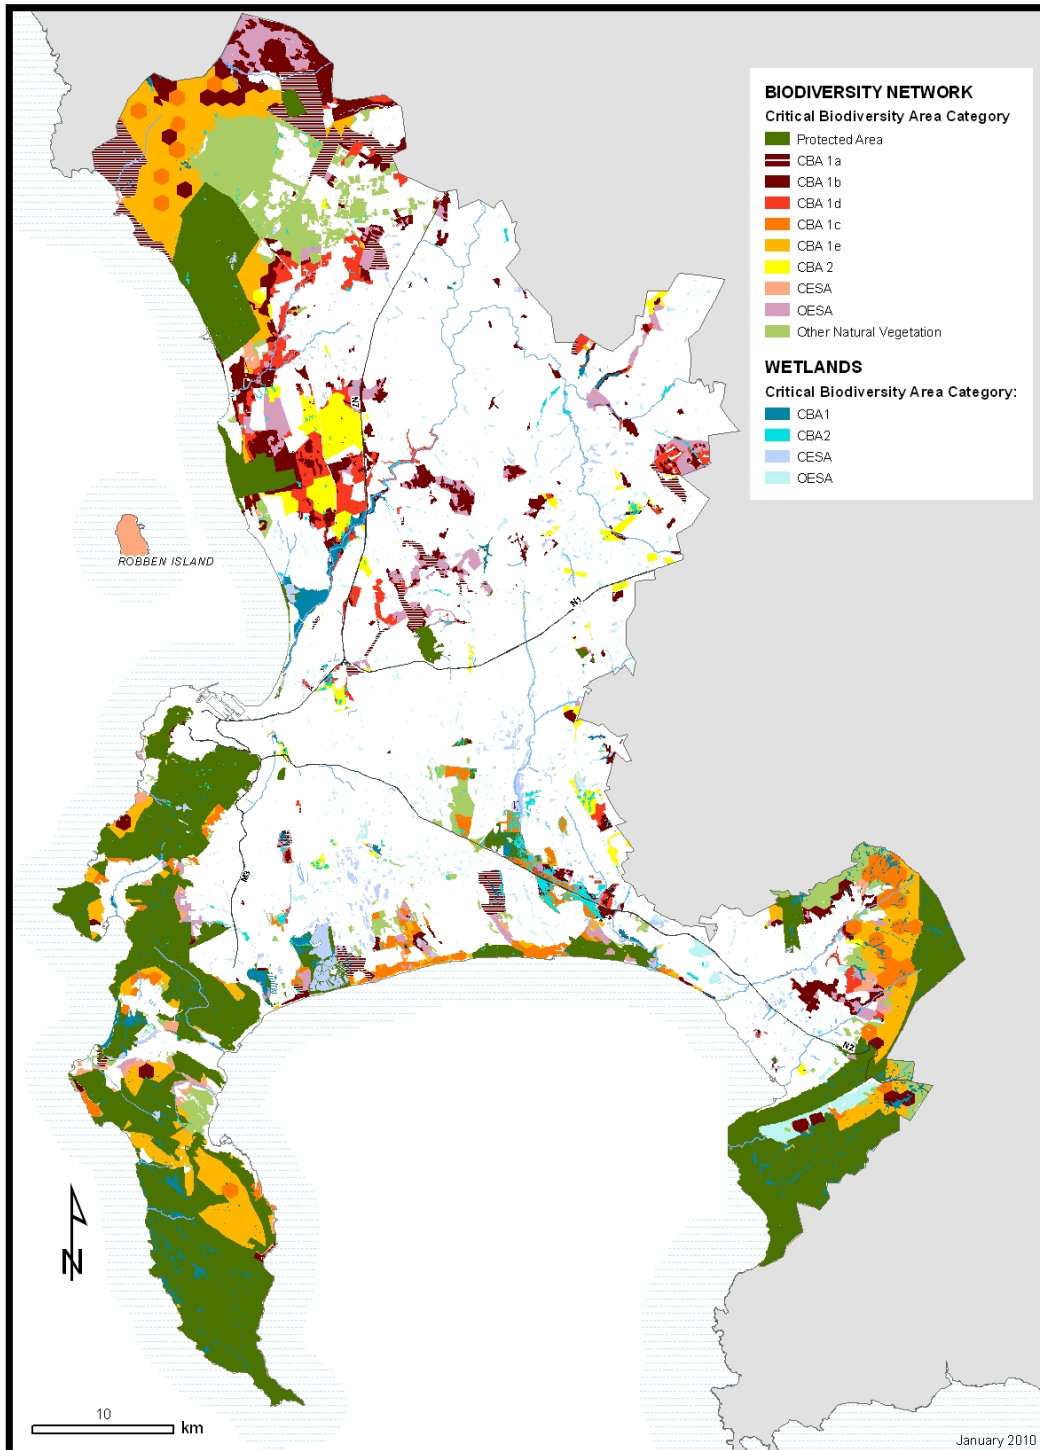 BIODIVERSITY NETWORK
Critical Biodiversity Area Category
Protected Area
CBA 1a
CBA 1b
CBA 1d
CBA 1c
CBA 1e
CBA 2
CESA
OESA
Other Natural Vegetation
WETLANDS
Critical Biodiversity Area Category:
CBA1
CBA2
CESA
OESA
N7
ROBBEN ISLAND
N1
M3
N2
N
10
km
January 2010